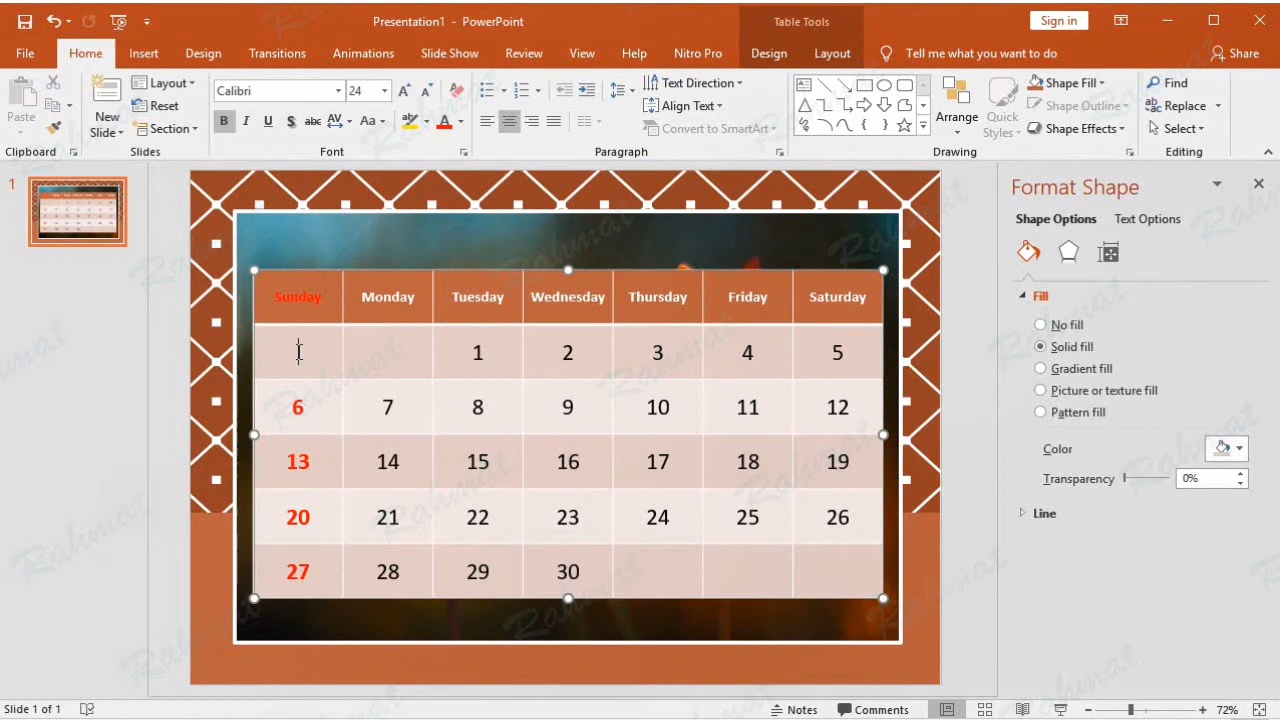 Presentation1 - PowerPoint
Table Tools
Sign in
File Home Insert Design Transitions Animations Slide Show Review View Help Nitro Pro Design Layout Tell me what you want to do Share
Paste
New Slide
Layout
Reset
Section
Calibri 24
B I U S abc AV Aa A
Text Direction
Align Text
Convert to SmartArt
Arrange
Quick Styles
Shape Fill
Shape Outline
Shape Effects
Find
Replace
Select
Clipboard Slides Font Paragraph Drawing Editing
1
Sunday Monday Tuesday Wednesday Thursday Friday Saturday
1 2 3 4 5
6 7 8 9 10 11 12
13 14 15 16 17 18 19
20 21 22 23 24 25 26
27 28 29 30
Format Shape
Shape Options Text Options
Fill
No fill
Solid fill
Gradient fill
Picture or texture fill
Pattern fill
Color
Transparency 0%
Line
Slide 1 of 1
Notes Comments 72%
Rahmat